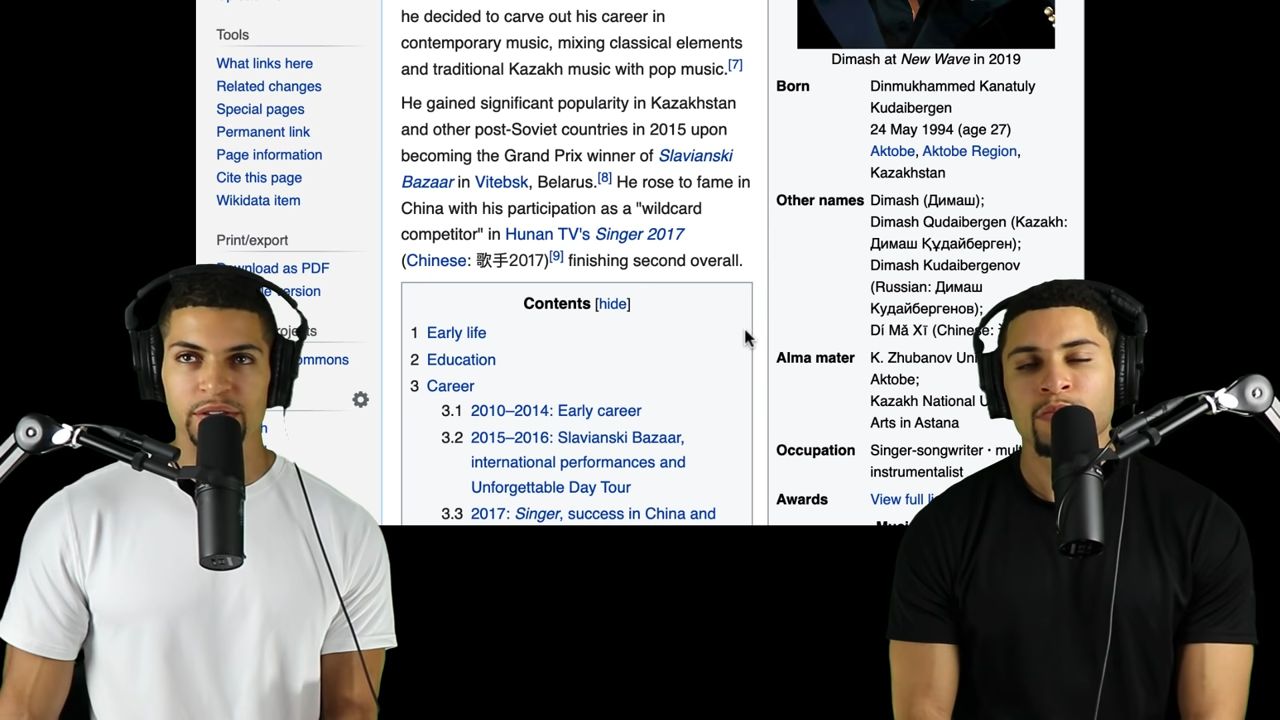 Tools
What links here
Related changes
Special pages
Permanent link
Page information
Cite this page
Wikidata item
Print/export
Download as PDF
version
commons
he decided to carve out his career in
contemporary music, mixing classical elements
and traditional Kazakh music with pop music.[7]
He gained significant popularity in Kazakhstan
and other post-Soviet countries in 2015 upon
becoming the Grand Prix winner of Slavianski
Bazaar in Vitebsk, Belarus.[8] He rose to fame in
China with his participation as a "wildcard
competitor" in Hunan TV's Singer 2017
(Chinese: 歌手2017)[9] finishing second overall.
Contents [hide]
1 Early life
2 Education
3 Career
3.1 2010–2014: Early career
3.2 2015–2016: Slavianski Bazaar,
international performances and
Unforgettable Day Tour
3.3 2017: Singer, success in China and
Dimash at New Wave in 2019
Born Dinmukhammed Kanatuly
Kudaibergen
24 May 1994 (age 27)
Aktobe, Aktobe Region,
Kazakhstan
Other names Dimash (Димаш);
Dimash Qudaibergen (Kazakh:
Димаш Құдайберген);
Dimash Kudaibergenov
(Russian: Димаш
Кудайбергенов);
Dí Mǎ Xī (Chinese:
Alma mater K. Zhubanov
Aktobe;
Kazakh National
Arts in Astana
Occupation Singer-songwriter ·
instrumentalist
Awards View full